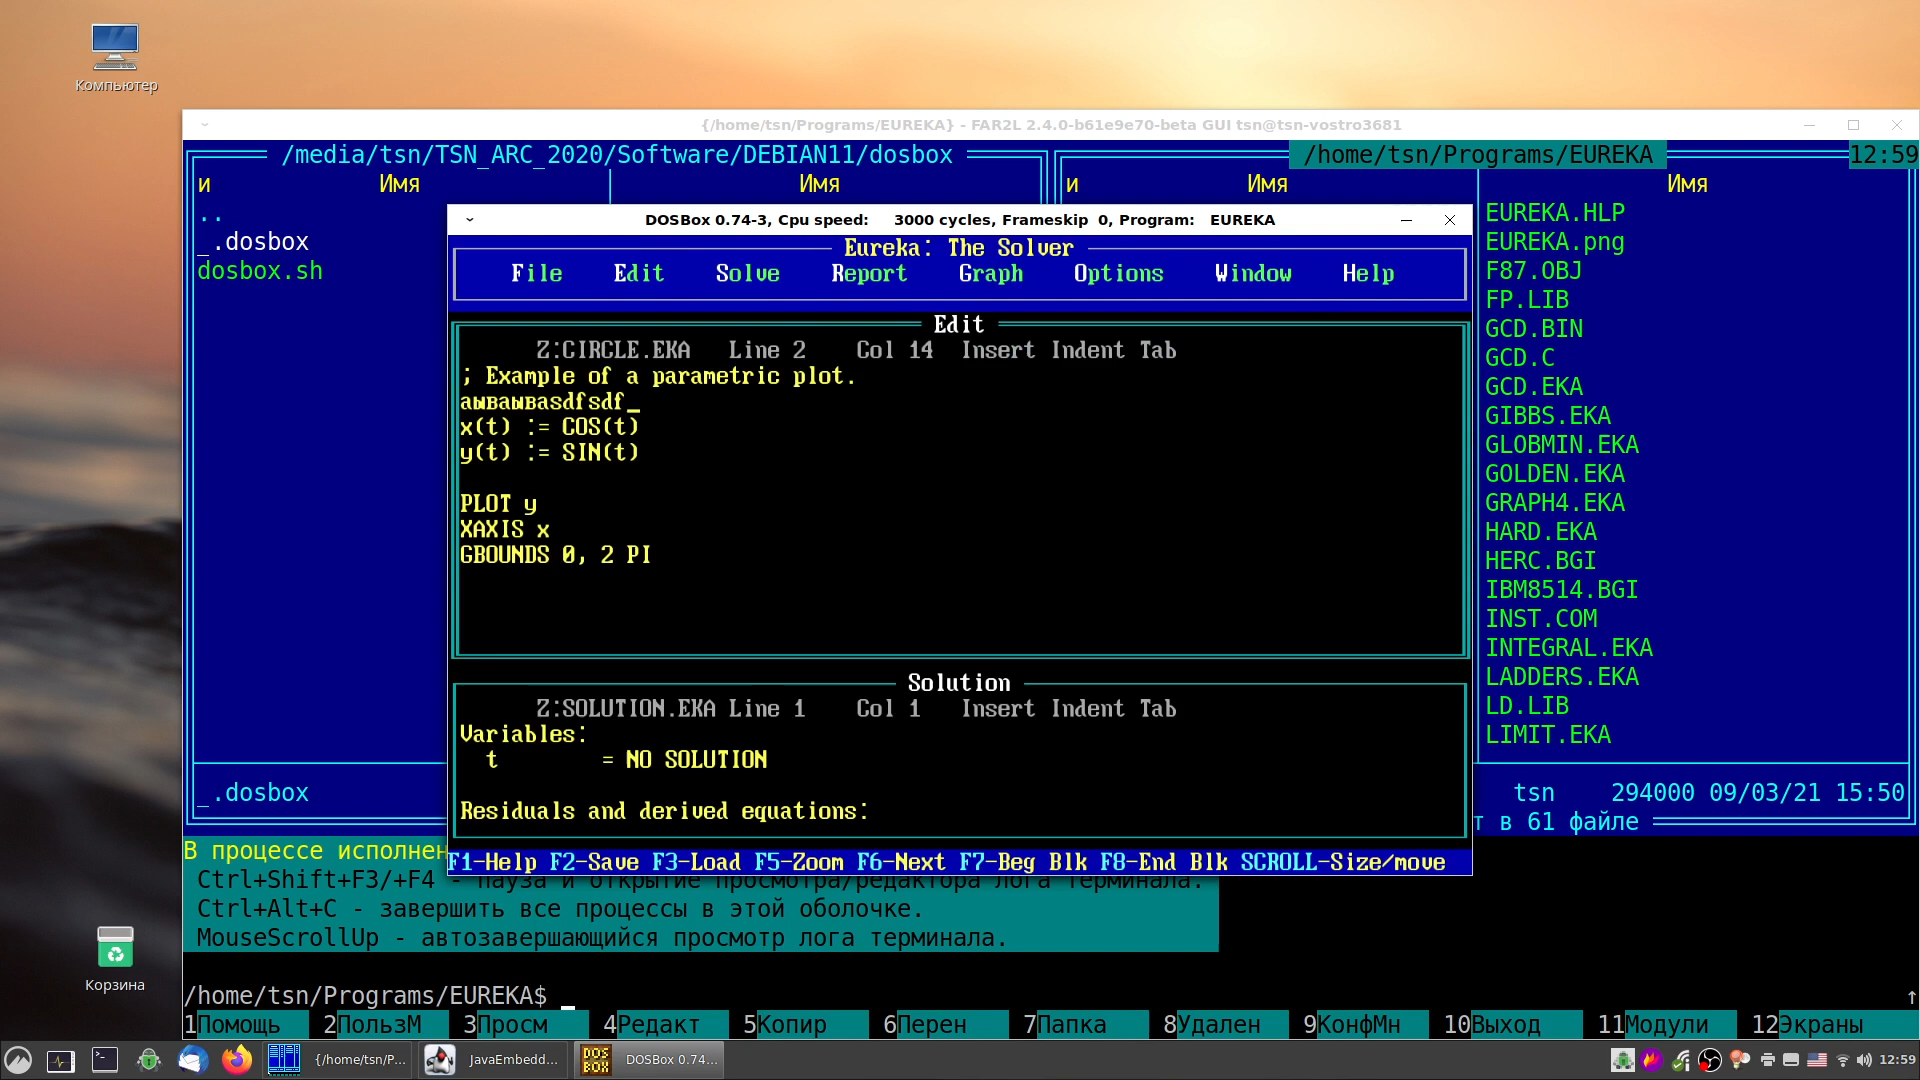 Компьютер
{/home/tsn/Programs/EUREKA} - FAR2L 2.4.0-b61e9e70-beta GUI tsn@tsn-vostro3681
/media/tsn/TSN_ARC_2020/Software/DEBIAN11/dosbox
и Имя Имя
..
_.dosbox
dosbox.sh
_.dosbox
/home/tsn/Programs/EUREKA 12:59
и Имя Имя
EUREKA.HLP
EUREKA.png
F87.OBJ
FP.LIB
GCD.BIN
GCD.C
GCD.EKA
GIBBS.EKA
GLOBMIN.EKA
GOLDEN.EKA
GRAPH4.EKA
HARD.EKA
HERC.BGI
IBM8514.BGI
INST.COM
INTEGRAL.EKA
LADDERS.EKA
LD.LIB
LIMIT.EKA
tsn 294000 09/03/21 15:50
в 61 файле
DOSBox 0.74-3, Cpu speed: 3000 cycles, Frameskip 0, Program: EUREKA
Eureka: The Solver
File Edit Solve Report Graph Options Window Help
Edit
Z:CIRCLE.EKA Line 2 Col 14 Insert Indent Tab
; Example of a parametric plot.
аываываsdfsdf_
x(t) := COS(t)
y(t) := SIN(t)
PLOT y
XAXIS x
GBOUNDS 0, 2 PI
Solution
Z:SOLUTION.EKA Line 1 Col 1 Insert Indent Tab
Variables:
t = NO SOLUTION
Residuals and derived equations:
F1-Help F2-Save F3-Load F5-Zoom F6-Next F7-Beg Blk F8-End Blk SCROLL-Size/move
В процессе исполнен
Ctrl+Shift+F3/+F4 - пауза и открытие просмотра/редактора лога терминала.
Ctrl+Alt+C - завершить все процессы в этой оболочке.
MouseScrollUp - автозавершающийся просмотр лога терминала.
Корзина
/home/tsn/Programs/EUREKA$ _
1Помощь 2ПользМ 3Просм 4Редакт 5Копир 6Перен 7Папка 8Удален 9КонфМн 10Выход 11Модули 12Экраны
{/home/tsn/P... JavaEmbedd... DOS BOX DOSBox 0.74... 12:59